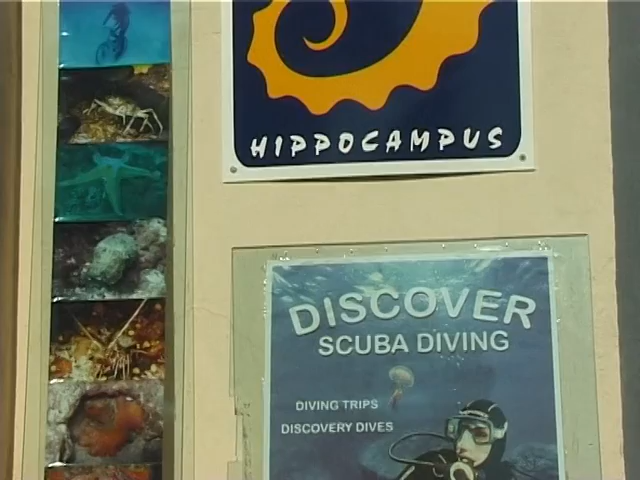 HIPPOCAMPUS
DISCOVER
SCUBA DIVING
DIVING TRIPS
DISCOVERY DIVES